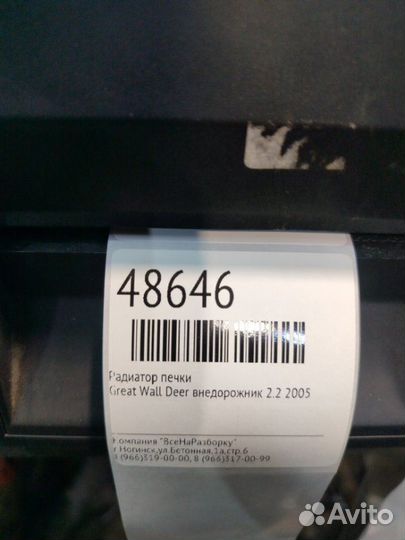 48646
Радиатор печки
Great Wall Deer внедорожник 2.2 2005
Компания "ВсеНаРазборку"
г.Ногинск,ул.Бетонная,1а,стр.6
8 (966)319-00-00, 8 (966)317-00-99
Avito